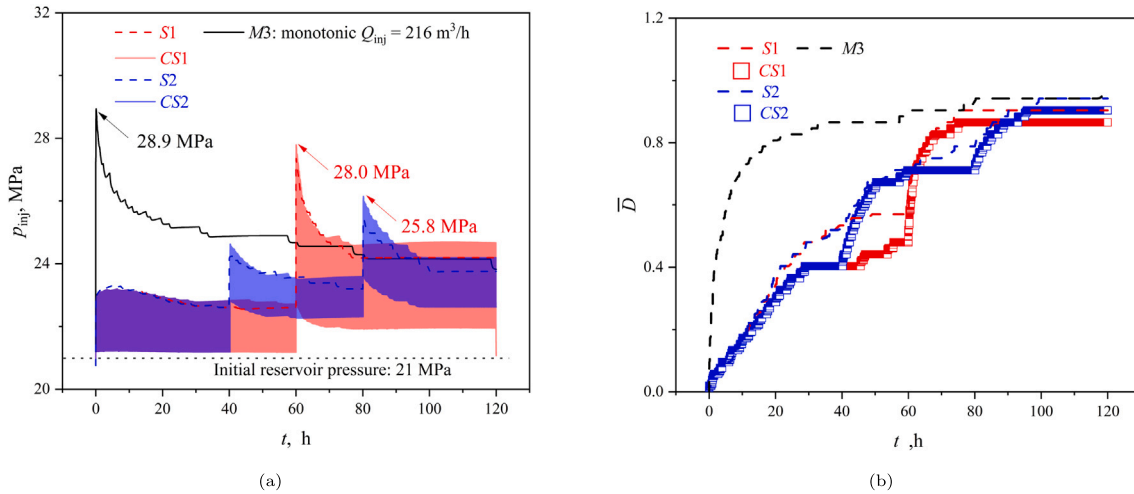 32
28
24
20
p_inj, MPa
S1
M3: monotonic Q_inj = 216 m³/h
CS1
S2
CS2
28.9 MPa
28.0 MPa
25.8 MPa
Initial reservoir pressure: 21 MPa
0 20 40 60 80 100 120
t, h
(a)
1.2
0.8
0.4
0.0
D̅
S1
M3
CS1
S2
CS2
0 20 40 60 80 100 120
t ,h
(b)